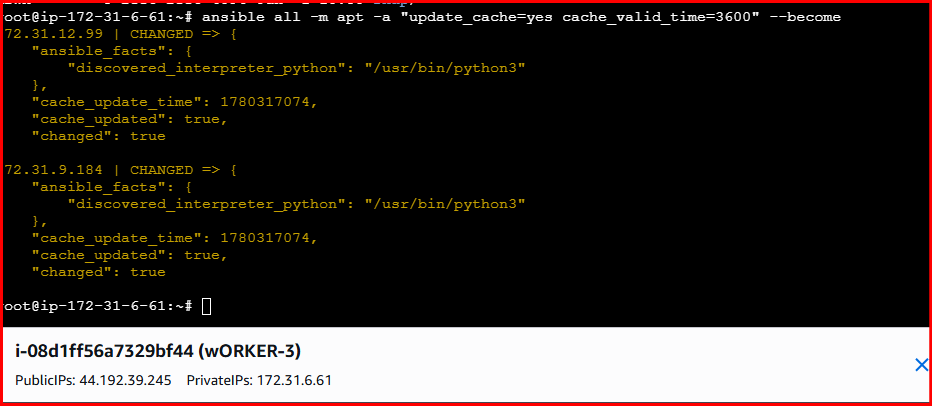 oot@ip-172-31-6-61:~# ansible all -m apt -a "update_cache=yes cache_valid_time=3600" --become
72.31.12.99 | CHANGED => {
    "ansible_facts": {
        "discovered_interpreter_python": "/usr/bin/python3"
    },
    "cache_update_time": 1780317074,
    "cache_updated": true,
    "changed": true
72.31.9.184 | CHANGED => {
    "ansible_facts": {
        "discovered_interpreter_python": "/usr/bin/python3"
    },
    "cache_update_time": 1780317074,
    "cache_updated": true,
    "changed": true
oot@ip-172-31-6-61:~#
i-08d1ff56a7329bf44 (wORKER-3)
PublicIPs: 44.192.39.245 PrivateIPs: 172.31.6.61